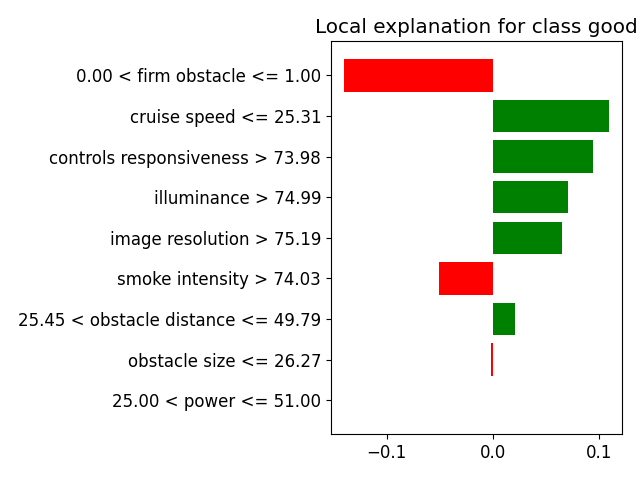 Local explanation for class good
0.00 < firm obstacle <= 1.00
cruise speed <= 25.31
controls responsiveness > 73.98
illuminance > 74.99
image resolution > 75.19
smoke intensity > 74.03
25.45 < obstacle distance <= 49.79
obstacle size <= 26.27
25.00 < power <= 51.00
−0.1 0.0 0.1